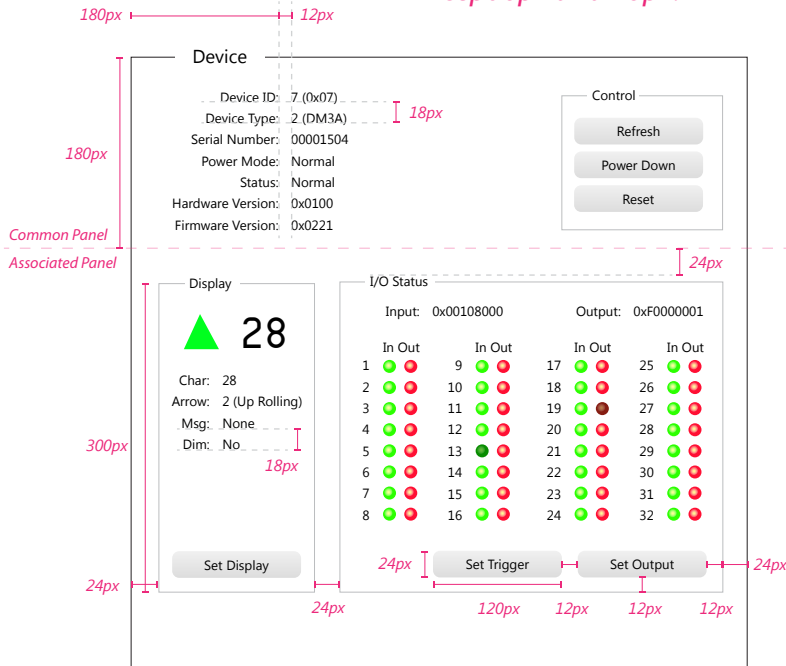 180px 12px
Device
Device ID: 7 (0x07)
Device Type: 2 (DM3A)
18px
Serial Number: 00001504
Power Mode: Normal
Status: Normal
Hardware Version: 0x0100
Firmware Version: 0x0221
180px
Control
Refresh
Power Down
Reset
Common Panel
Associated Panel
24px
Display
28
Char: 28
Arrow: 2 (Up Rolling)
Msg: None
Dim: No
18px
300px
Set Display
24px
24px
I/O Status
Input: 0x00108000 Output: 0xF0000001
In Out In Out In Out In Out
1 9 17 25
2 10 18 26
3 11 19 27
4 12 20 28
5 13 21 29
6 14 22 30
7 15 23 31
8 16 24 32
24px Set Trigger Set Output 24px
120px 12px 12px 12px